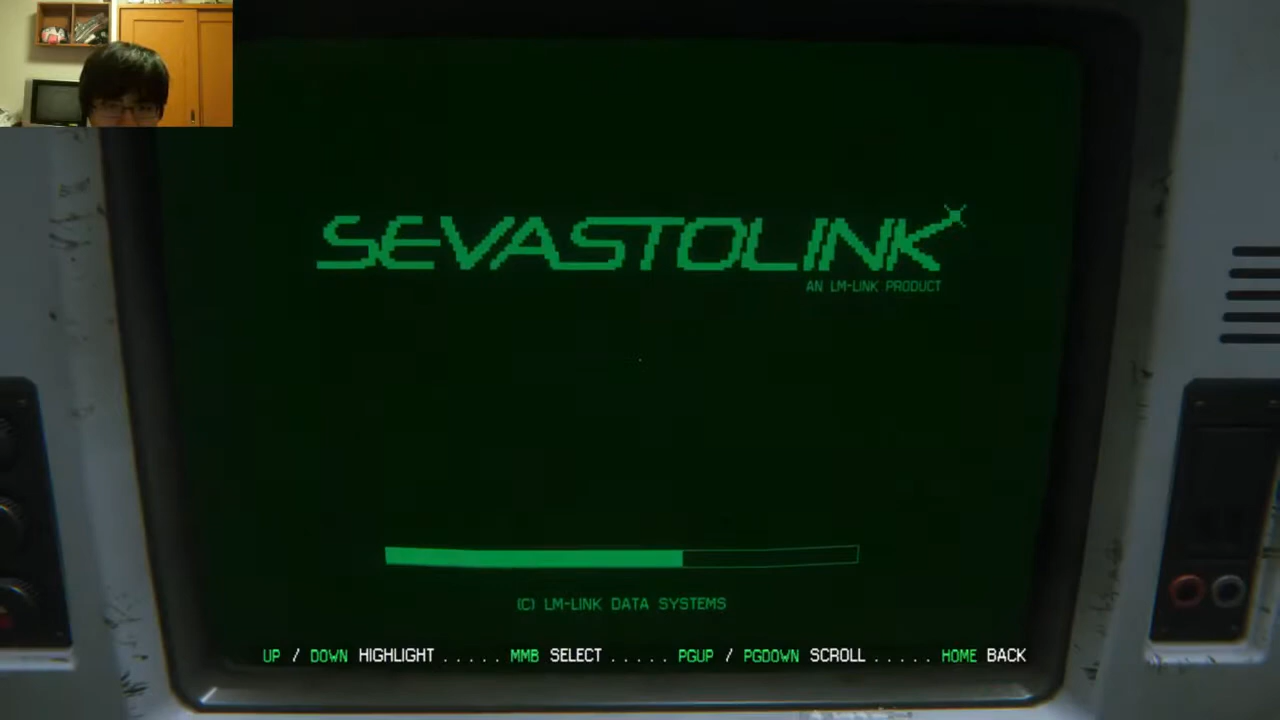 SEVASTOLINK
AN LM-LINK PRODUCT
(C) LM-LINK DATA SYSTEMS
UP / DOWN HIGHLIGHT ..... MMB SELECT ..... PGUP / PGDOWN SCROLL ..... HOME BACK